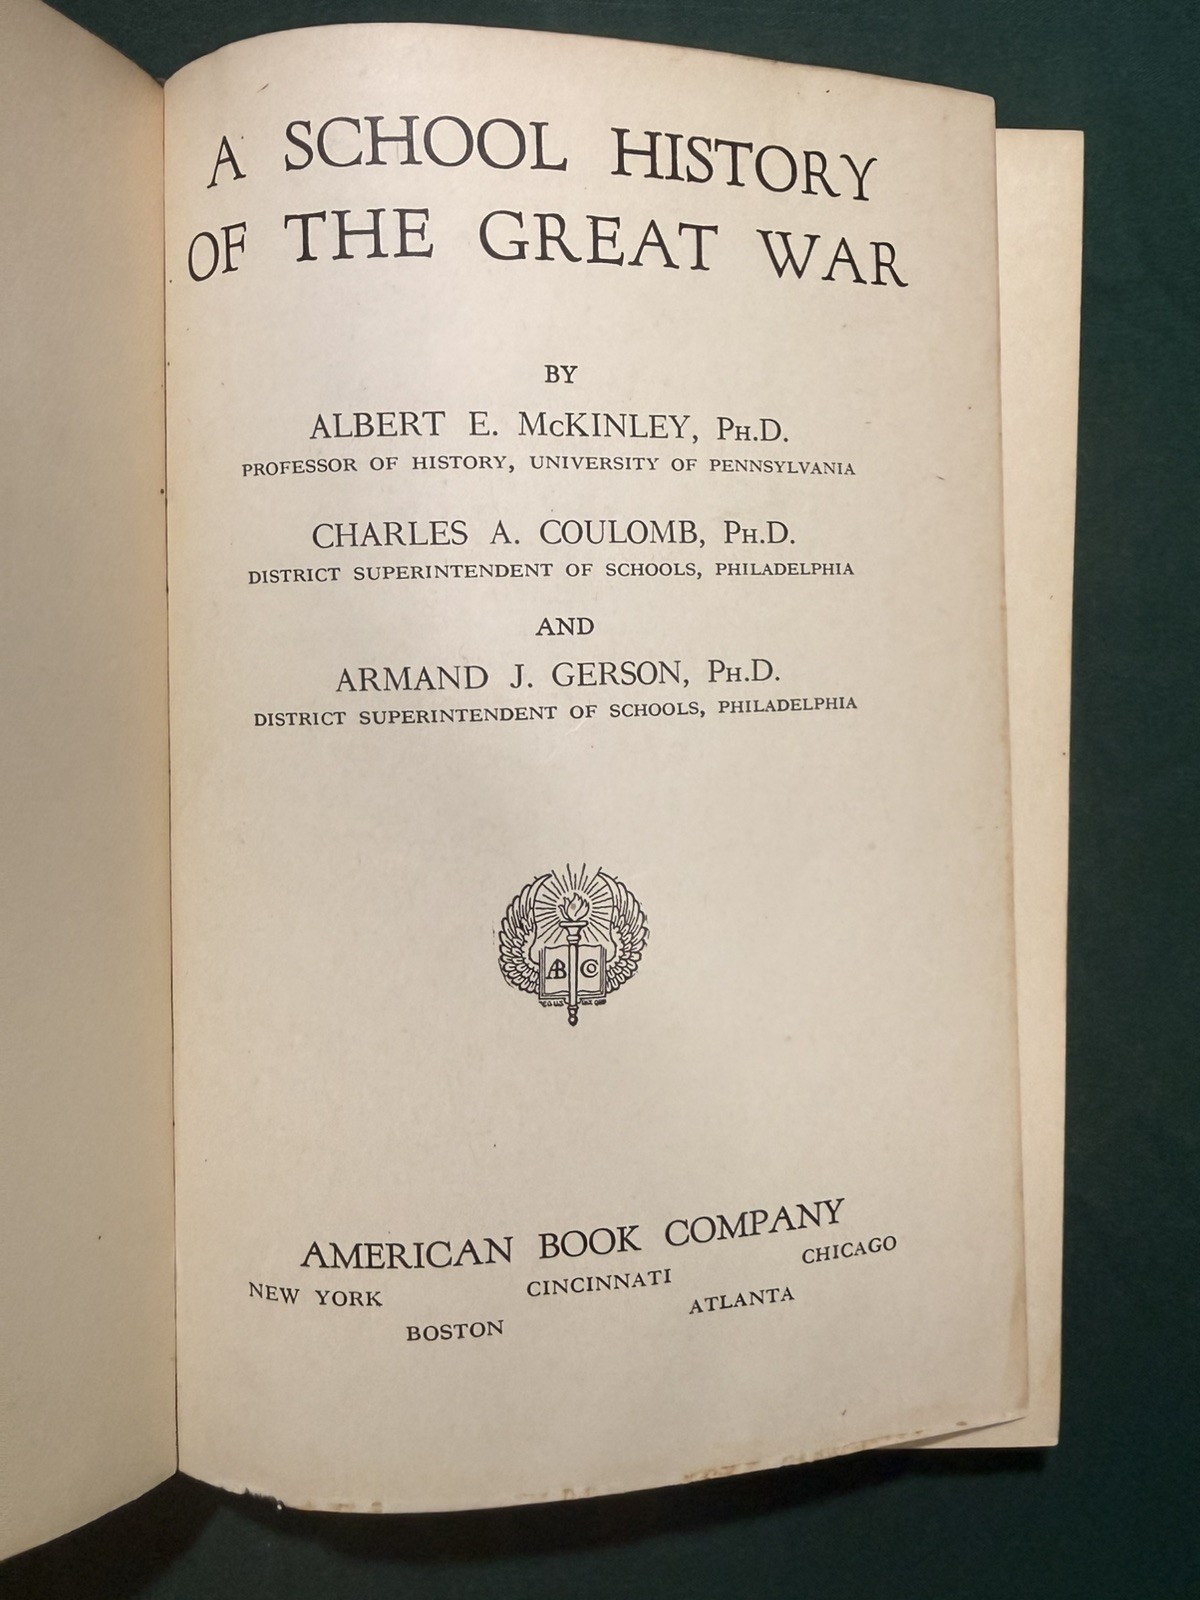 A SCHOOL HISTORY
OF THE GREAT WAR
BY
ALBERT E. McKINLEY, Ph.D.
PROFESSOR OF HISTORY, UNIVERSITY OF PENNSYLVANIA
CHARLES A. COULOMB, Ph.D.
DISTRICT SUPERINTENDENT OF SCHOOLS, PHILADELPHIA
AND
ARMAND J. GERSON, Ph.D.
DISTRICT SUPERINTENDENT OF SCHOOLS, PHILADELPHIA
AB CO
AMERICAN BOOK COMPANY
NEW YORK CINCINNATI CHICAGO
BOSTON ATLANTA